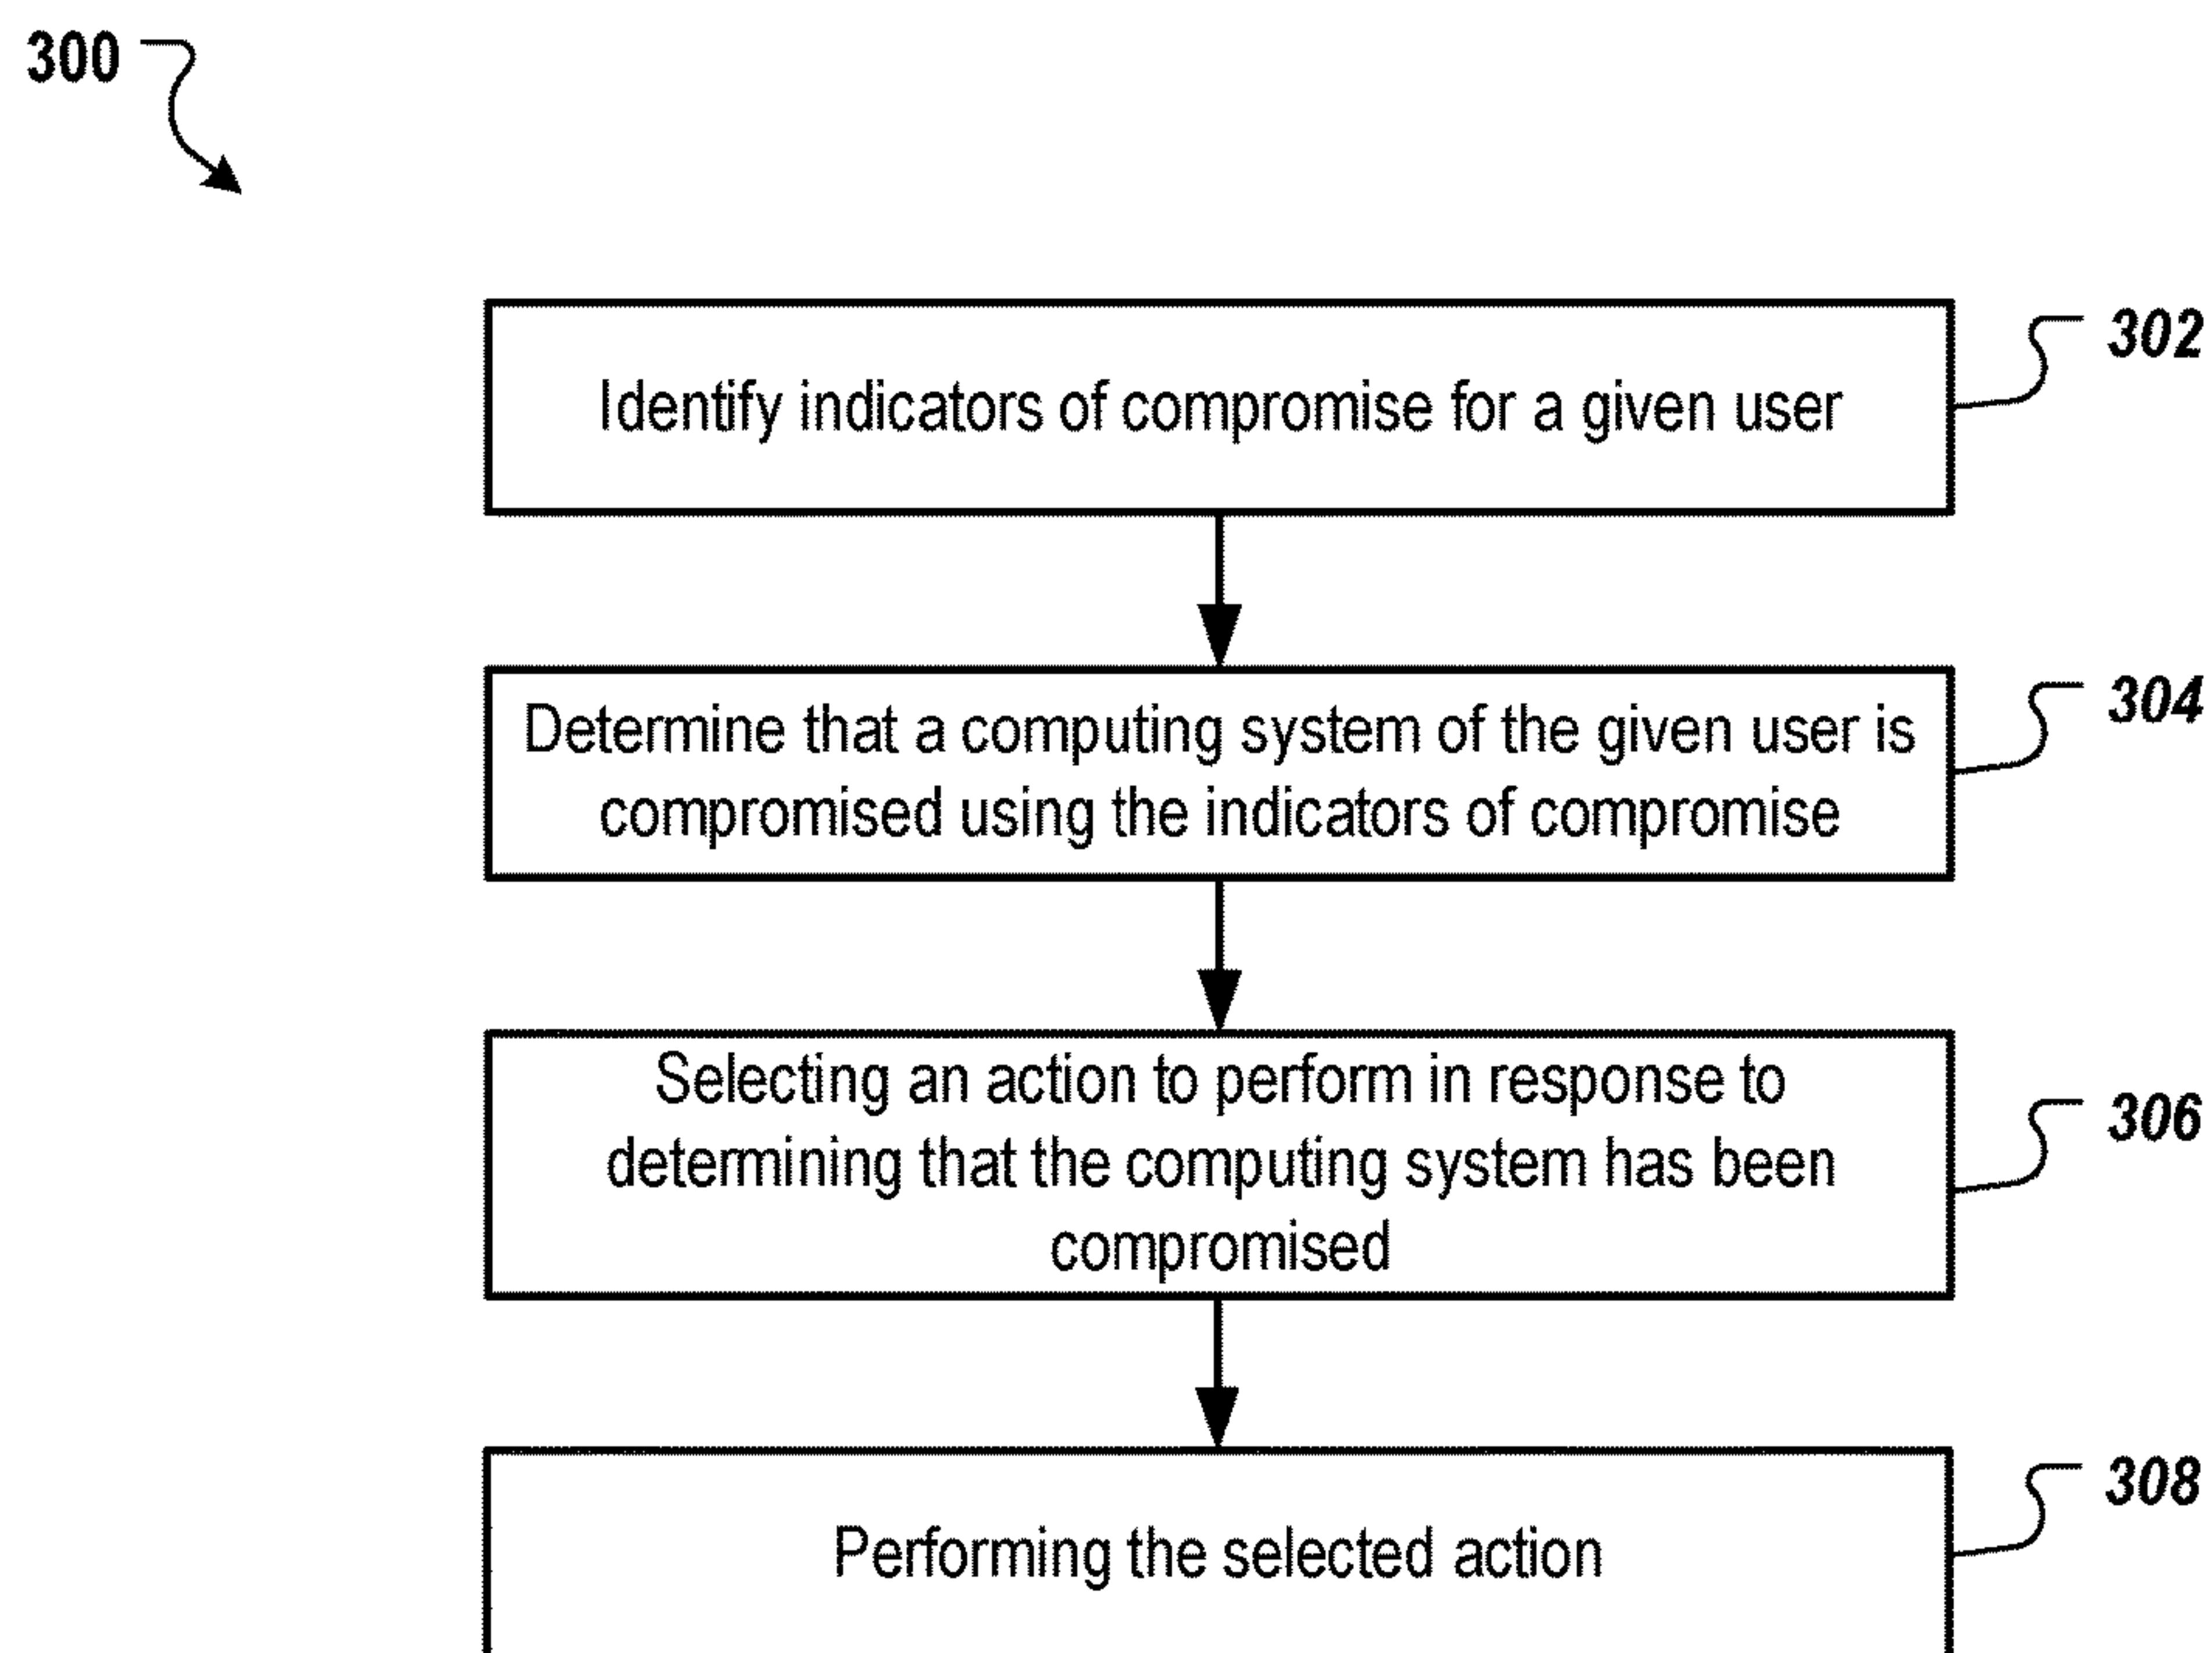 300
Identify indicators of compromise for a given user
302
Determine that a computing system of the given user is
compromised using the indicators of compromise
304
Selecting an action to perform in response to
determining that the computing system has been
compromised
306
Performing the selected action
308